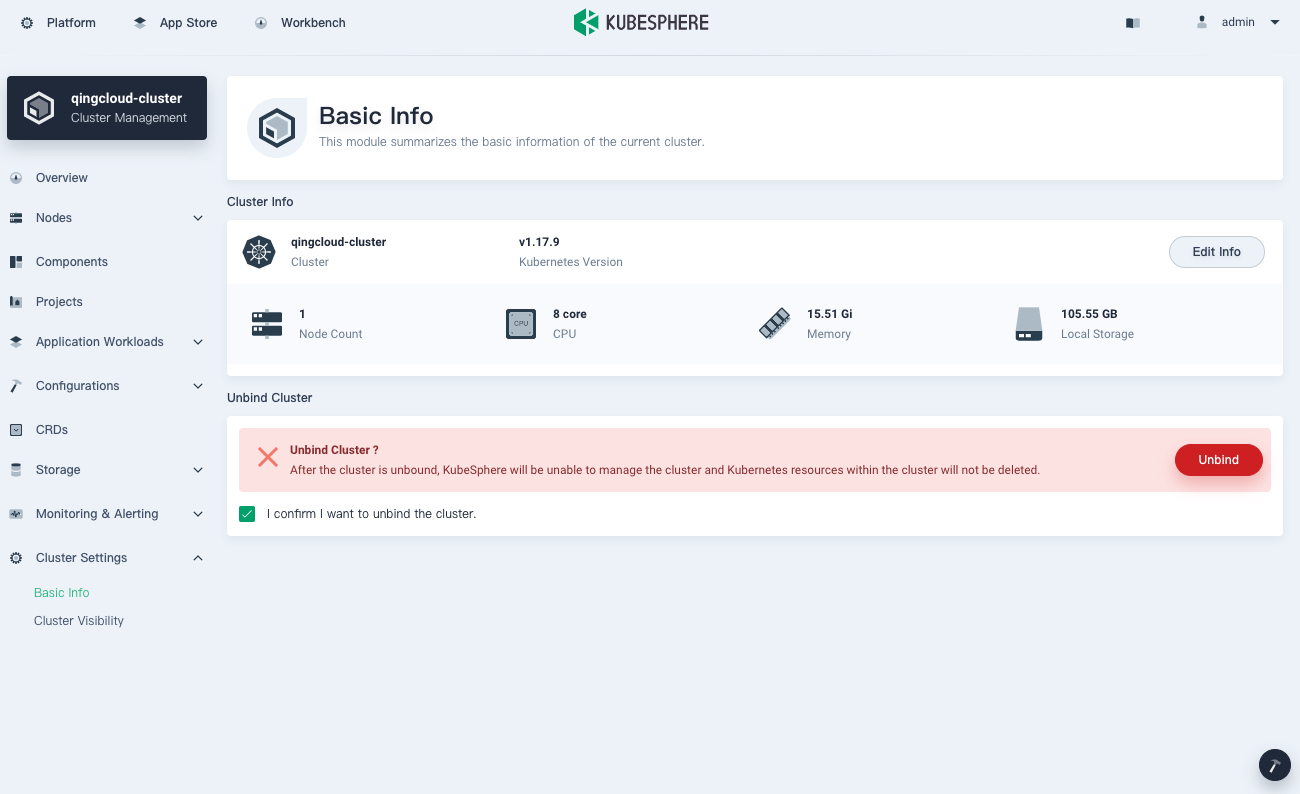 Platform
App Store
Workbench
KUBESPHERE
admin
qingcloud-cluster
Cluster Management
Overview
Nodes
Components
Projects
Application Workloads
Configurations
CRDs
Storage
Monitoring & Alerting
Cluster Settings
Basic Info
Cluster Visibility
Basic Info
This module summarizes the basic information of the current cluster.
Cluster Info
qingcloud-cluster
Cluster
v1.17.9
Kubernetes Version
Edit Info
1
Node Count
CPU
8 core
CPU
15.51 Gi
Memory
105.55 GB
Local Storage
Unbind Cluster
Unbind Cluster ?
After the cluster is unbound, KubeSphere will be unable to manage the cluster and Kubernetes resources within the cluster will not be deleted.
Unbind
I confirm I want to unbind the cluster.